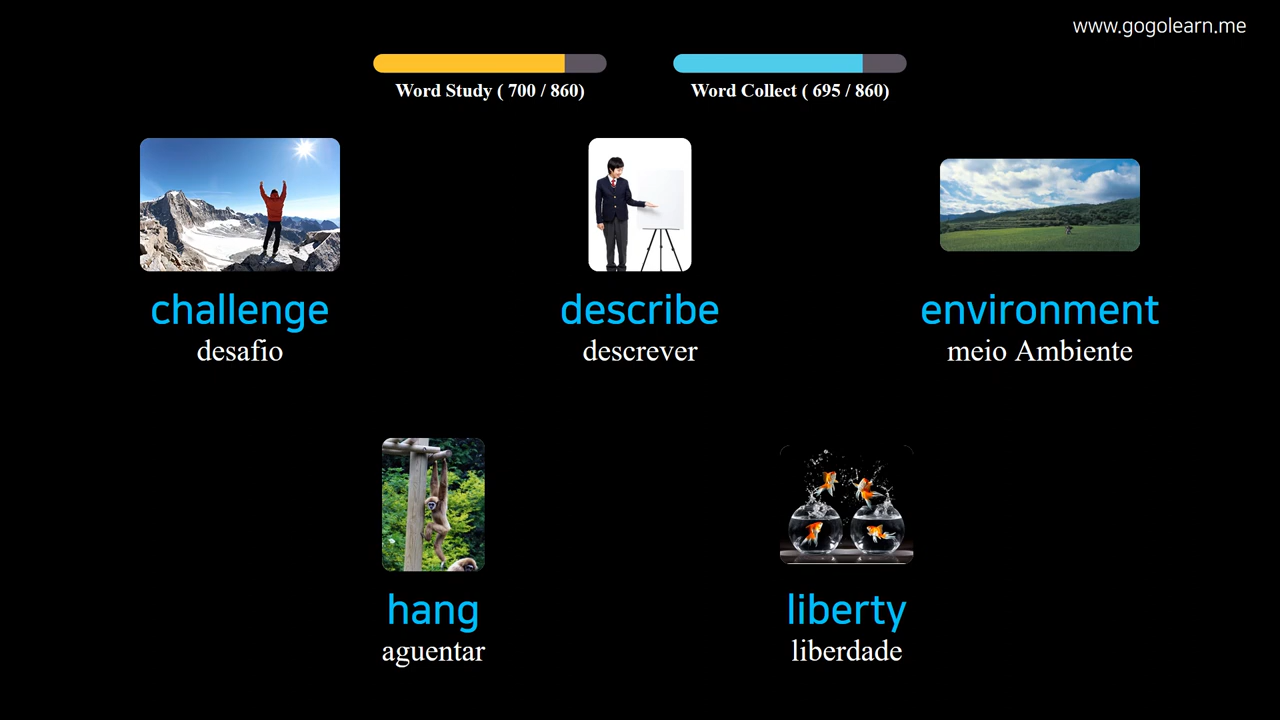 www.gogolearn.me
Word Study ( 700 / 860)
Word Collect ( 695 / 860)
challenge
desafio
describe
descrever
environment
meio Ambiente
hang
aguentar
liberty
liberdade